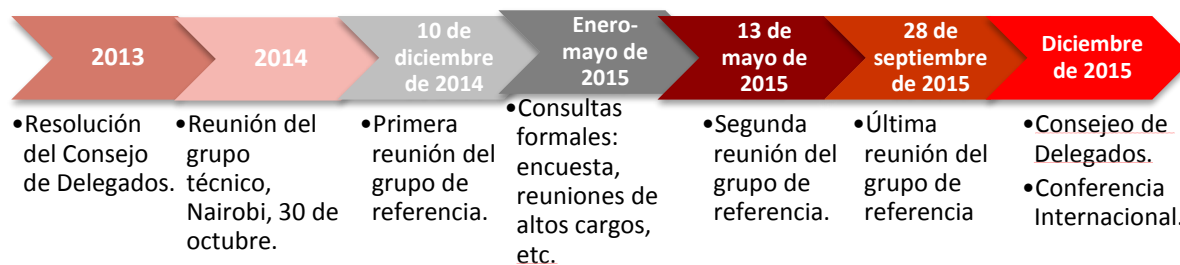 2013
2014
10 de
diciembre
de 2014
Enero-
mayo de
2015
13 de
mayo de
2015
28 de
septiembre
de 2015
Diciembre
de 2015
•Resolución
del Consejo
de Delegados.
•Reunión del
grupo
técnico,
Nairobi, 30 de
octubre.
•Primera
reunión del
grupo de
referencia.
•Consultas
formales:
encuesta,
reuniones de
altos cargos,
etc.
•Segunda
reunión del
grupo de
referencia.
•Última
reunión del
grupo de
referencia
•Consejeo de
Delegados.
•Conferencia
Internacional.